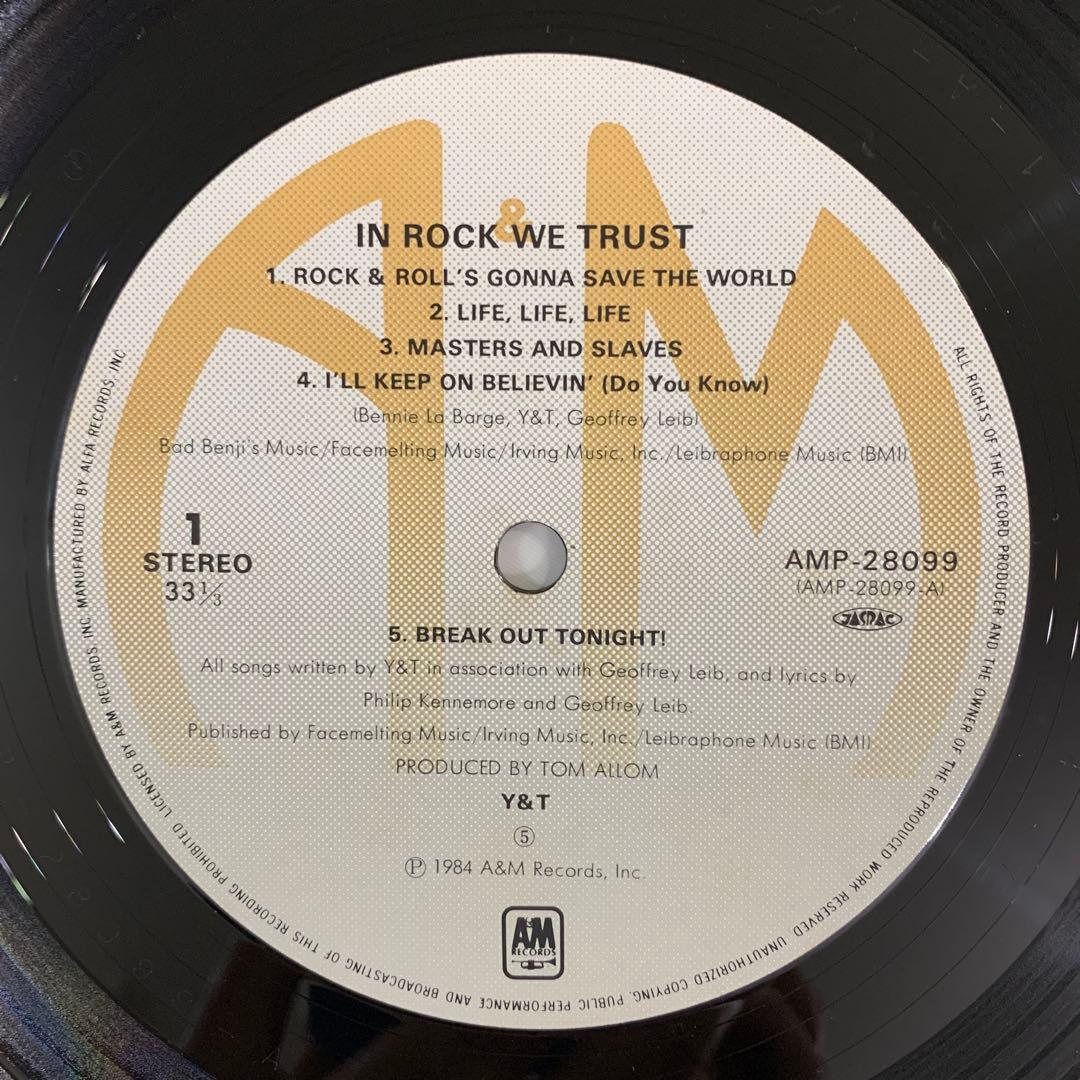 &
IN ROCK WE TRUST
1. ROCK & ROLL'S GONNA SAVE THE WORLD
2. LIFE, LIFE, LIFE
3. MASTERS AND SLAVES
4. I'LL KEEP ON BELIEVIN' (Do You Know)
(Bennie La Barge, Y&T, Geoffrey Leib)
Bad Benji's Music/Facemelting Music/Irving Music, Inc./Leibraphone Music (BMI)
1
STEREO
33⅓
AMP-28099
(AMP-28099-A)
JASRAC
5. BREAK OUT TONIGHT!
All songs written by Y&T in association with Geoffrey Leib, and lyrics by
Philip Kennemore and Geoffrey Leib.
Published by Facemelting Music/Irving Music, Inc./Leibraphone Music (BMI)
PRODUCED BY TOM ALLOM
Y&T
⑤
Ⓟ 1984 A&M Records, Inc.
A&M
RECORDS
ALL RIGHTS OF THE RECORD PRODUCER AND THE OWNER OF THE REPRODUCED WORK RESERVED. UNAUTHORIZED COPYING, PUBLIC PERFORMANCE AND BROADCASTING OF THIS RECORDING PROHIBITED LICENSED BY A&M RECORDS. INC MANUFACTURED BY ALFA RECORDS. INC